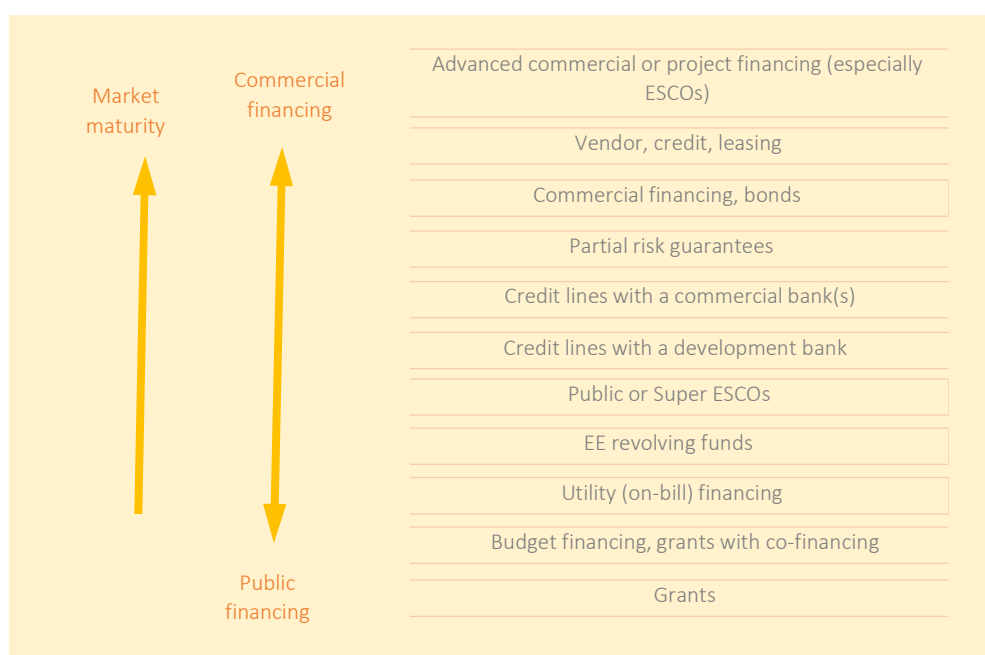 Market
maturity
Commercial
financing
Public
financing
Advanced commercial or project financing (especially
ESCOs)
Vendor, credit, leasing
Commercial financing, bonds
Partial risk guarantees
Credit lines with a commercial bank(s)
Credit lines with a development bank
Public or Super ESCOs
EE revolving funds
Utility (on-bill) financing
Budget financing, grants with co-financing
Grants